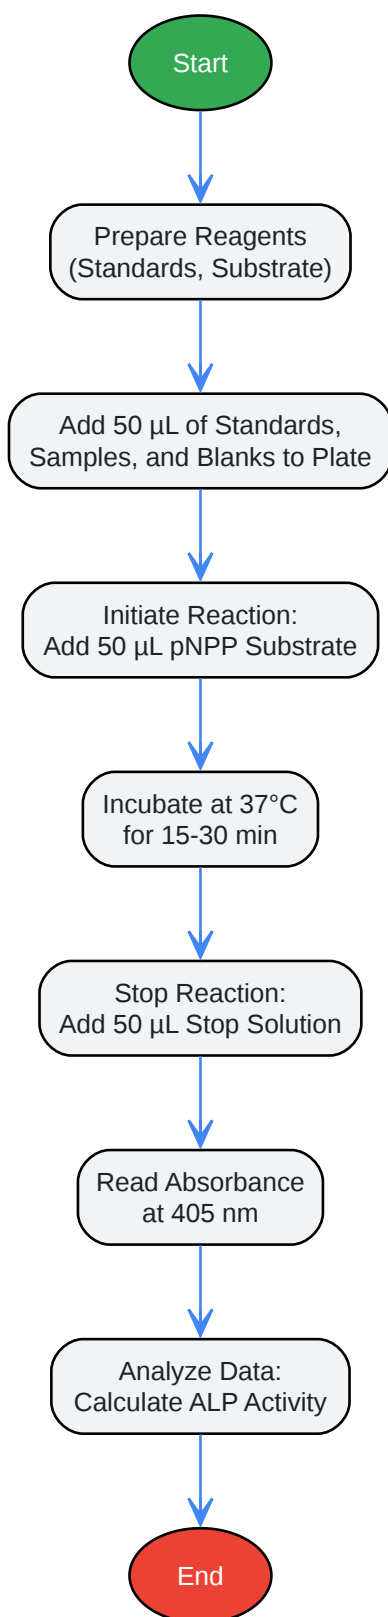 Start
Prepare Reagents
(Standards, Substrate)
Add 50 µL of Standards,
Samples, and Blanks to Plate
Initiate Reaction:
Add 50 µL pNPP Substrate
Incubate at 37°C
for 15-30 min
Stop Reaction:
Add 50 µL Stop Solution
Read Absorbance
at 405 nm
Analyze Data:
Calculate ALP Activity
End